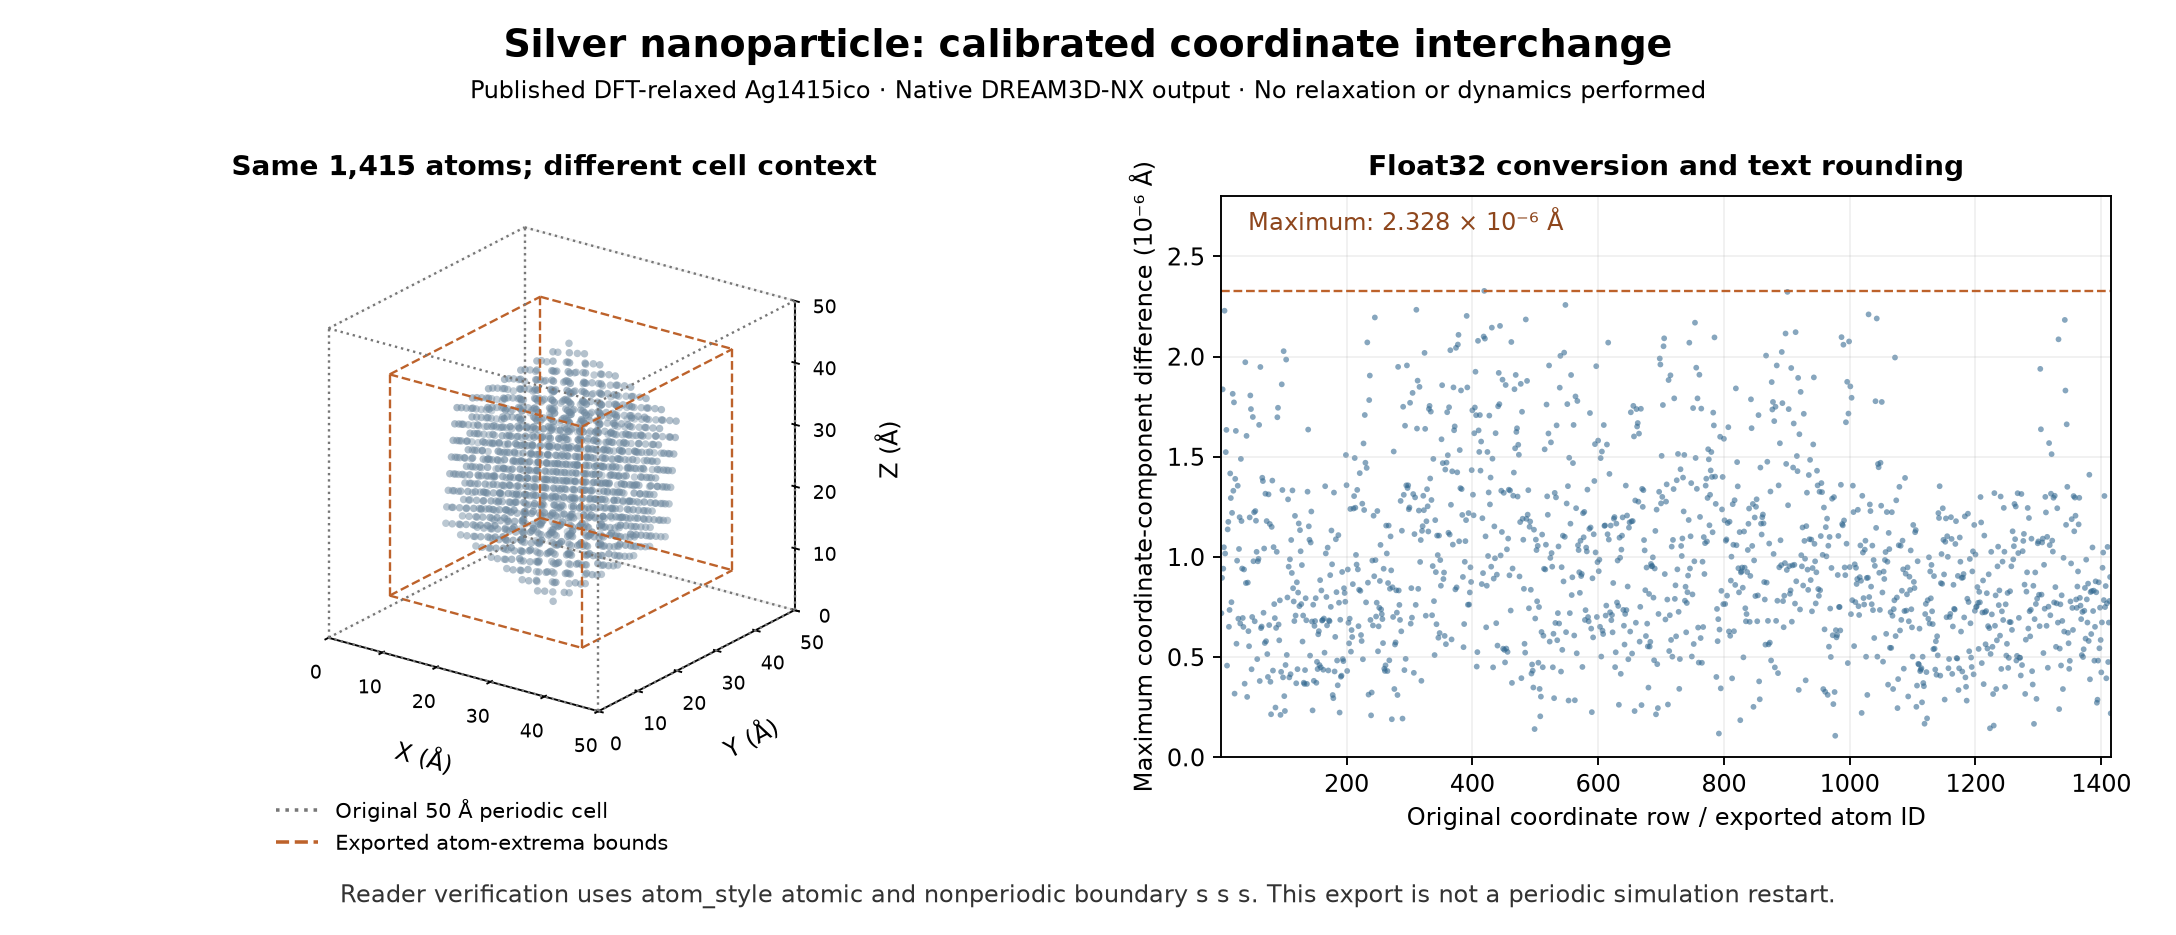 Silver nanoparticle: calibrated coordinate interchange
Published DFT-relaxed Ag1415ico · Native DREAM3D-NX output · No relaxation or dynamics performed
Same 1,415 atoms; different cell context
50
40
30
20
10
0
Z (Å)
0
10
20
30
40
50
X (Å)
0
10
20
30
40
50
Y (Å)
Original 50 Å periodic cell
Exported atom-extrema bounds
Float32 conversion and text rounding
Maximum: 2.328 × 10⁻⁶ Å
Maximum coordinate-component difference (10⁻⁶ Å)
2.5
2.0
1.5
1.0
0.5
0.0
200
400
600
800
1000
1200
1400
Original coordinate row / exported atom ID
Reader verification uses atom_style atomic and nonperiodic boundary s s s. This export is not a periodic simulation restart.